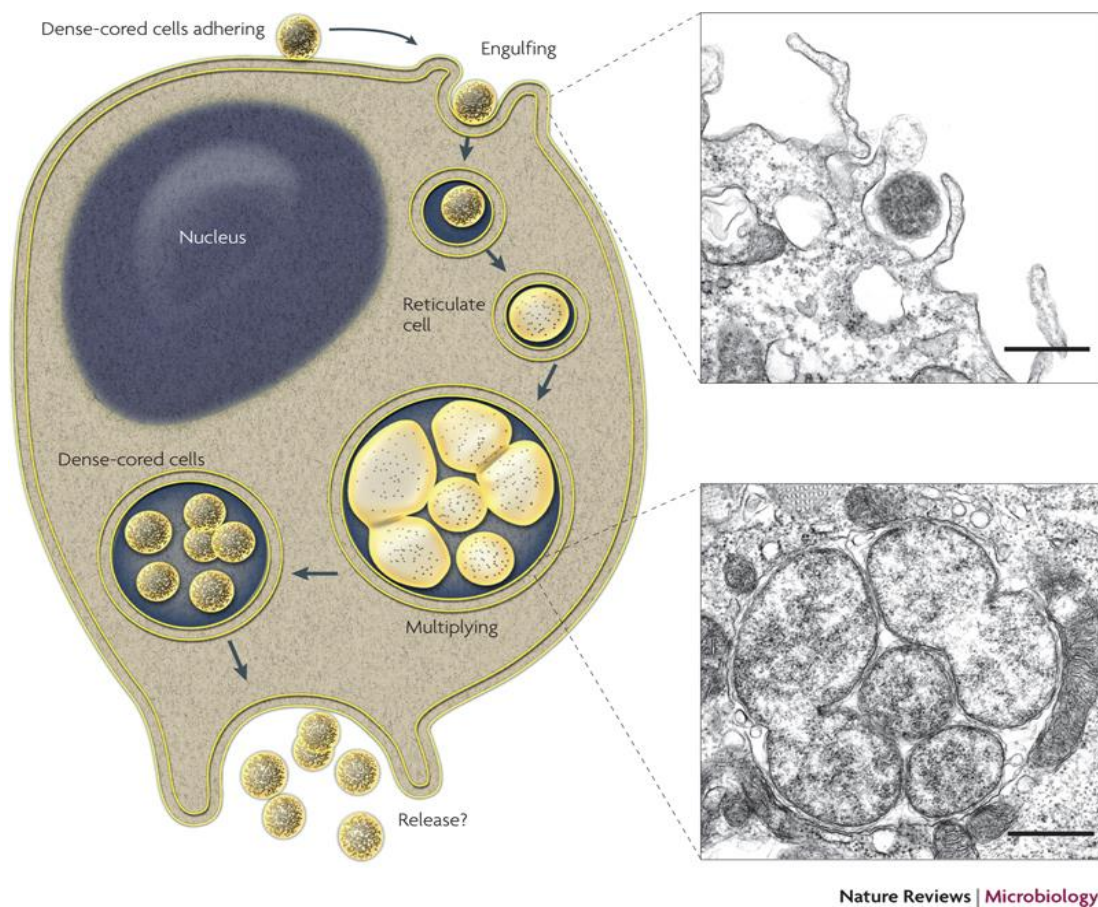 Dense-cored cells adhering
Engulfing
Nucleus
Reticulate
cell
Dense-cored cells
Multiplying
Release?
Nature Reviews | Microbiology